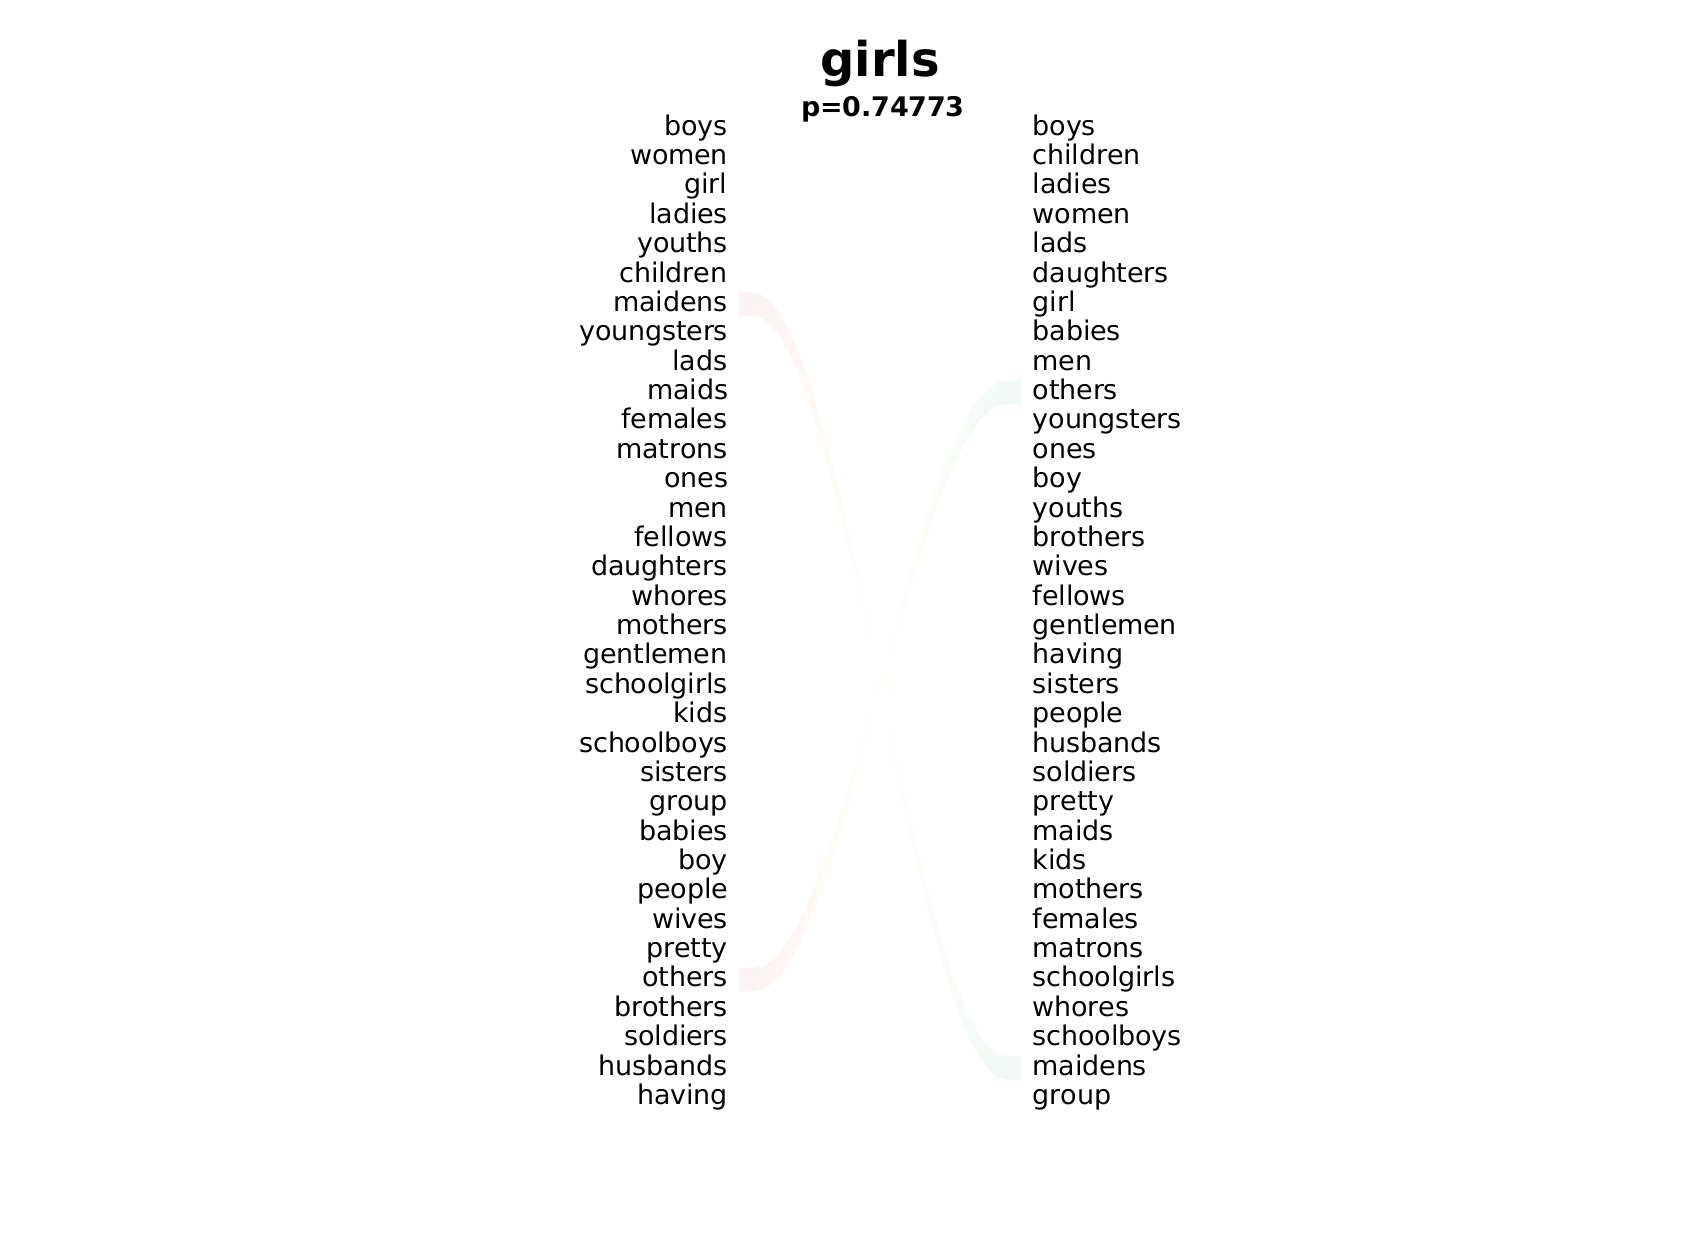 girls
p=0.74773
boys boys
women children
girl ladies
ladies women
youths lads
children daughters
maidens girl
youngsters babies
lads men
maids others
females youngsters
matrons ones
ones boy
men youths
fellows brothers
daughters wives
whores fellows
mothers gentlemen
gentlemen having
schoolgirls sisters
kids people
schoolboys husbands
sisters soldiers
group pretty
babies maids
boy kids
people mothers
wives females
pretty matrons
others schoolgirls
brothers whores
soldiers schoolboys
husbands maidens
having group